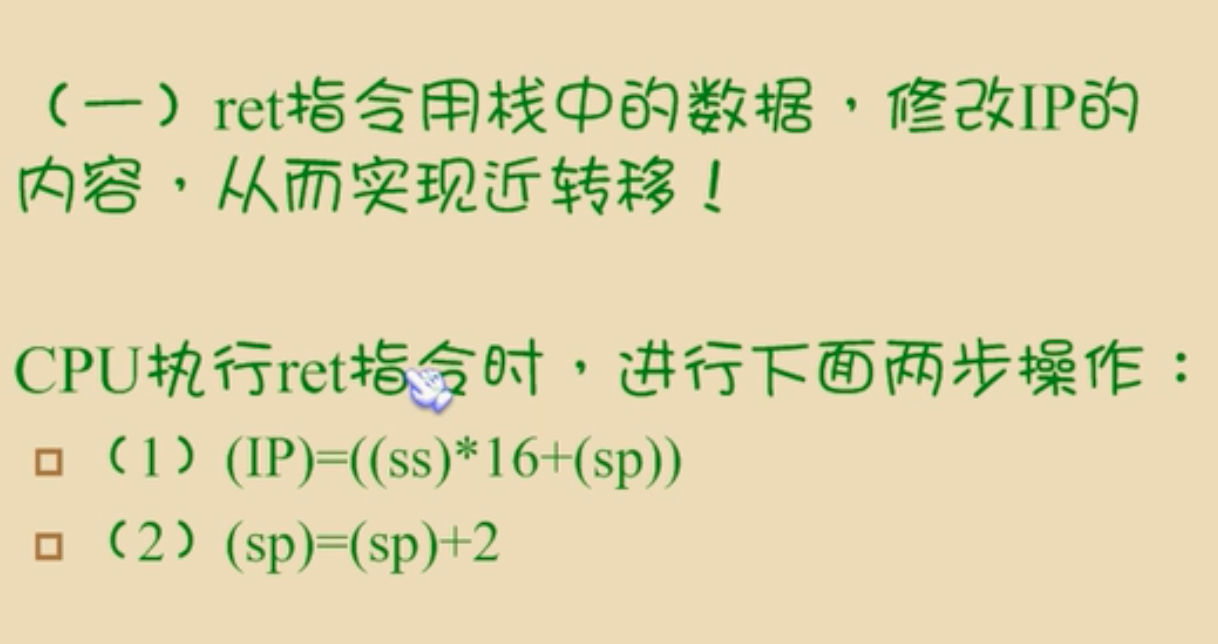 （一）ret指令用栈中的数据，修改IP的
内容，从而实现近转移！
CPU执行ret指令时，进行下面两步操作：
（1）(IP)=((ss)*16+(sp))
（2）(sp)=(sp)+2